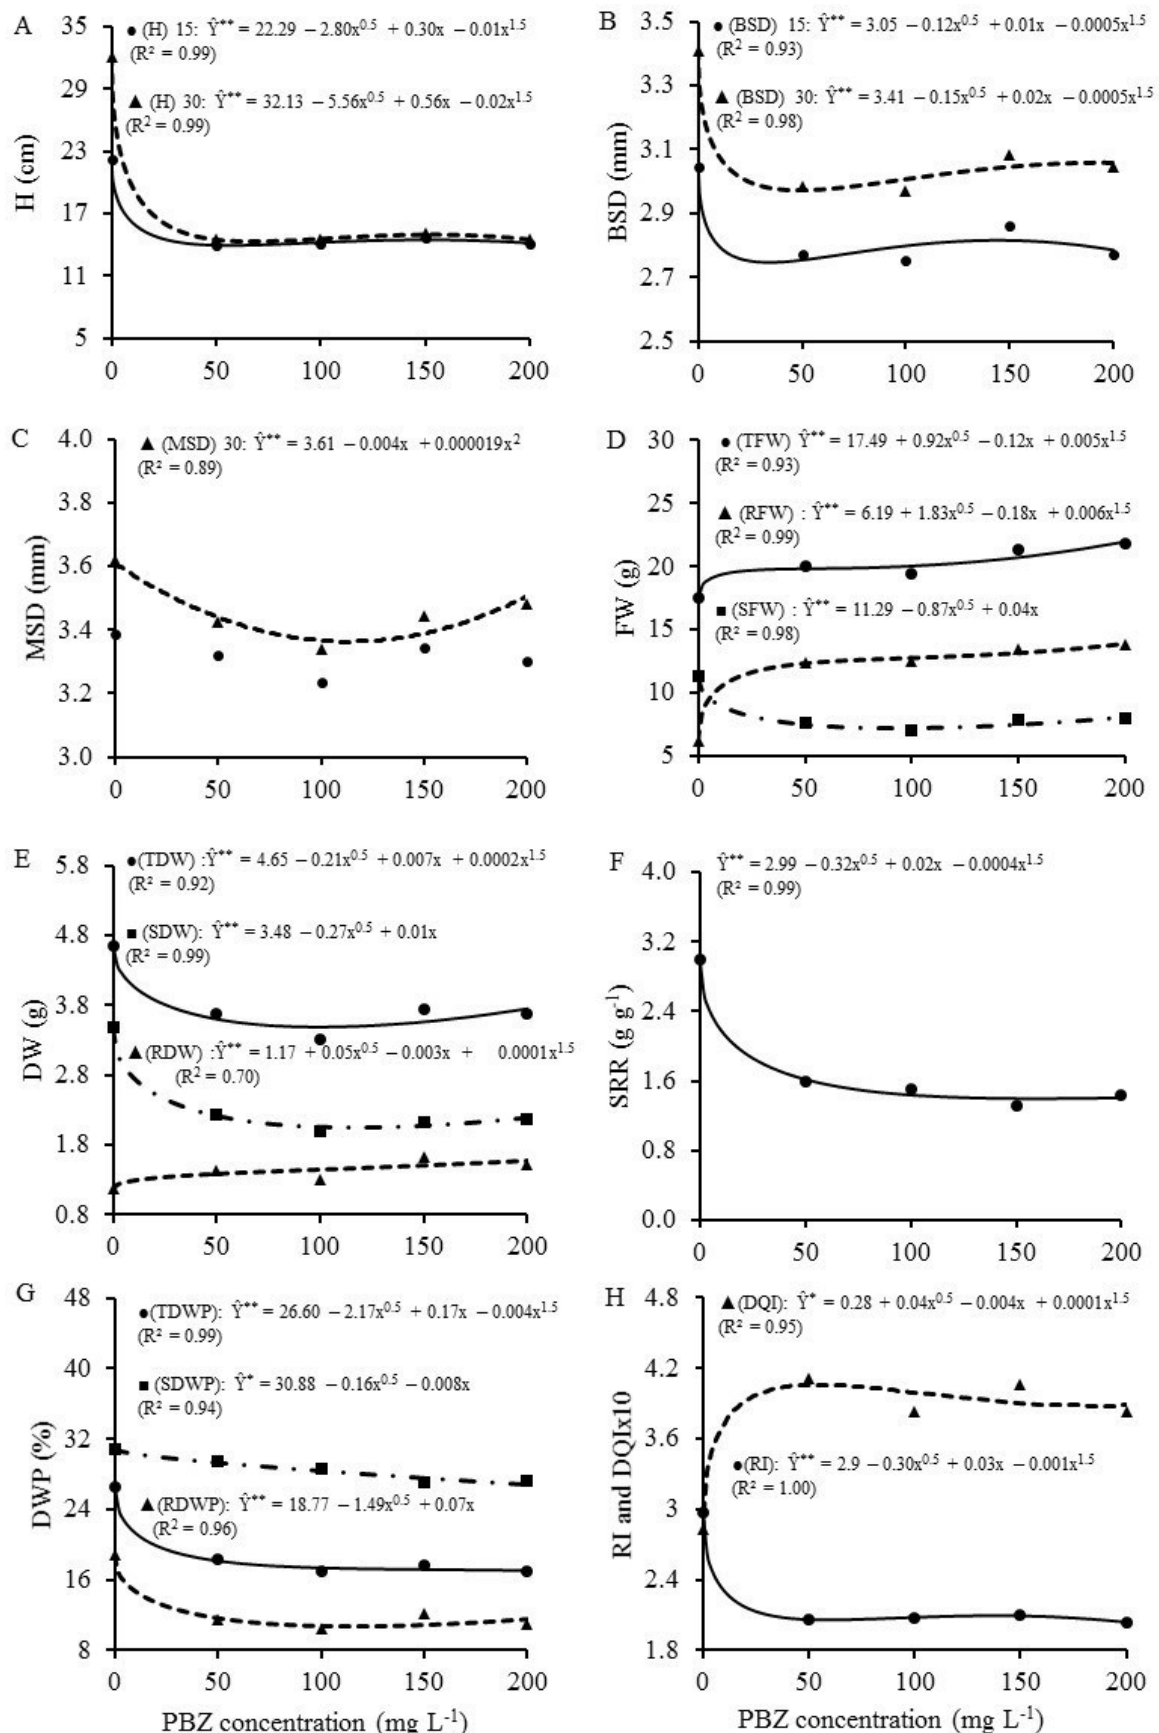 A
● (H) 15: Ŷ** = 22.29 − 2.80x^0.5 + 0.30x − 0.01x^1.5
(R² = 0.99)
▲ (H) 30: Ŷ** = 32.13 − 5.56x^0.5 + 0.56x − 0.02x^1.5
(R² = 0.99)
H (cm)
35
29
23
17
11
5
0 50 100 150 200
B
● (BSD) 15: Ŷ** = 3.05 − 0.12x^0.5 + 0.01x − 0.0005x^1.5
(R² = 0.93)
▲ (BSD) 30: Ŷ** = 3.41 − 0.15x^0.5 + 0.02x − 0.0005x^1.5
(R² = 0.98)
BSD (mm)
3.5
3.3
3.1
2.9
2.7
2.5
0 50 100 150 200
C
▲ (MSD) 30: Ŷ** = 3.61 − 0.004x + 0.000019x²
(R² = 0.89)
MSD (mm)
4.0
3.8
3.6
3.4
3.2
3.0
0 50 100 150 200
D
● (TFW) Ŷ** = 17.49 + 0.92x^0.5 − 0.12x + 0.005x^1.5
(R² = 0.93)
▲ (RFW) : Ŷ** = 6.19 + 1.83x^0.5 − 0.18x + 0.006x^1.5
(R² = 0.99)
■ (SFW) : Ŷ** = 11.29 − 0.87x^0.5 + 0.04x
(R² = 0.98)
FW (g)
30
25
20
15
10
5
0 50 100 150 200
E
● (TDW) :Ŷ** = 4.65 − 0.21x^0.5 + 0.007x + 0.0002x^1.5
(R² = 0.92)
■ (SDW): Ŷ** = 3.48 − 0.27x^0.5 + 0.01x
(R² = 0.99)
▲ (RDW) :Ŷ** = 1.17 + 0.05x^0.5 − 0.003x + 0.0001x^1.5
(R² = 0.70)
DW (g)
5.8
4.8
3.8
2.8
1.8
0.8
0 50 100 150 200
F
Ŷ** = 2.99 − 0.32x^0.5 + 0.02x − 0.0004x^1.5
(R² = 0.99)
SRR (g g⁻¹)
4.0
3.2
2.4
1.6
0.8
0.0
0 50 100 150 200
G
● (TDWP): Ŷ** = 26.60 − 2.17x^0.5 + 0.17x − 0.004x^1.5
(R² = 0.99)
■ (SDWP): Ŷ* = 30.88 − 0.16x^0.5 − 0.008x
(R² = 0.94)
▲ (RDWP): Ŷ** = 18.77 − 1.49x^0.5 + 0.07x
(R² = 0.96)
DWP (%)
48
40
32
24
16
8
0 50 100 150 200
PBZ concentration (mg L⁻¹)
H
▲ (DQI): Ŷ* = 0.28 + 0.04x^0.5 − 0.004x + 0.0001x^1.5
(R² = 0.95)
● (RI): Ŷ** = 2.9 − 0.30x^0.5 + 0.03x − 0.001x^1.5
(R² = 1.00)
RI and DQIx10
4.8
4.2
3.6
3
2.4
1.8
0 50 100 150 200
PBZ concentration (mg L⁻¹)